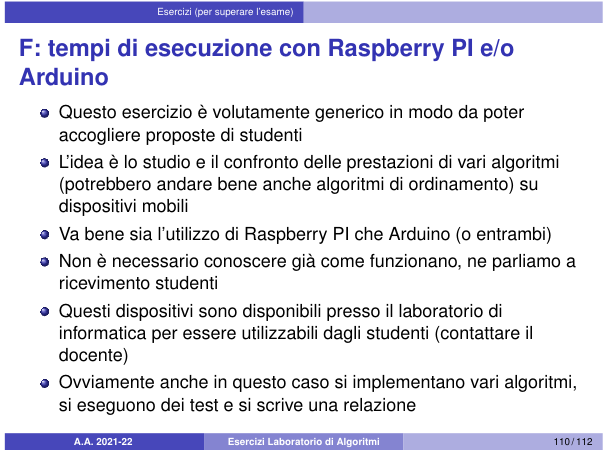 Esercizi (per superare l'esame)
F: tempi di esecuzione con Raspberry PI e/o
Arduino
Questo esercizio è volutamente generico in modo da poter
accogliere proposte di studenti
L'idea è lo studio e il confronto delle prestazioni di vari algoritmi
(potrebbero andare bene anche algoritmi di ordinamento) su
dispositivi mobili
Va bene sia l'utilizzo di Raspberry PI che Arduino (o entrambi)
Non è necessario conoscere già come funzionano, ne parliamo a
ricevimento studenti
Questi dispositivi sono disponibili presso il laboratorio di
informatica per essere utilizzabili dagli studenti (contattare il
docente)
Ovviamente anche in questo caso si implementano vari algoritmi,
si eseguono dei test e si scrive una relazione
A.A. 2021-22 Esercizi Laboratorio di Algoritmi 110 / 112